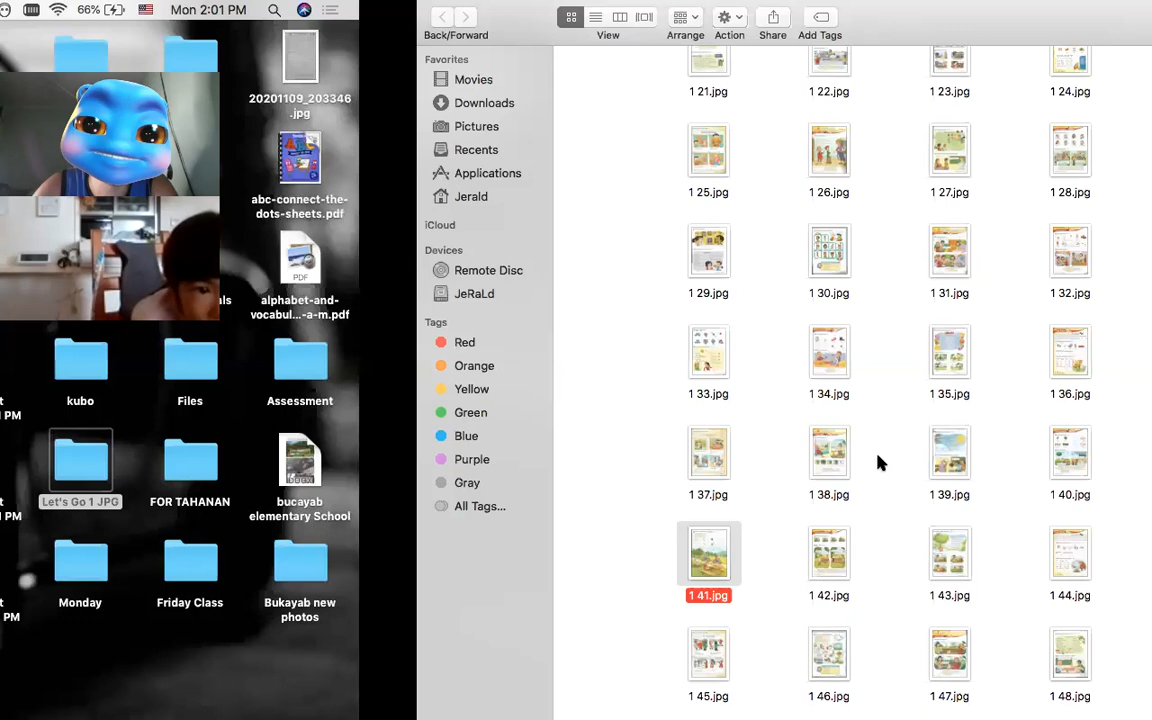 66%
Mon 2:01 PM
20201109_203346
.jpg
abc-connect-the-
dots-sheets.pdf
PDF
als
alphabet-and-
vocabul...-a-m.pdf
kubo
Files
Assessment
PM
Let's Go 1 JPG
FOR TAHANAN
bucayab
elementary School
PM
Monday
Friday Class
Bukayab new
photos
PM
Back/Forward
View
Arrange
Action
Share
Add Tags
Favorites
Movies
Downloads
Pictures
Recents
Applications
Jerald
iCloud
Devices
Remote Disc
JeRaLd
Tags
Red
Orange
Yellow
Green
Blue
Purple
Gray
All Tags...
1 21.jpg
1 22.jpg
1 23.jpg
1 24.jpg
1 25.jpg
1 26.jpg
1 27.jpg
1 28.jpg
1 29.jpg
1 30.jpg
1 31.jpg
1 32.jpg
1 33.jpg
1 34.jpg
1 35.jpg
1 36.jpg
1 37.jpg
1 38.jpg
1 39.jpg
1 40.jpg
1 41.jpg
1 42.jpg
1 43.jpg
1 44.jpg
1 45.jpg
1 46.jpg
1 47.jpg
1 48.jpg